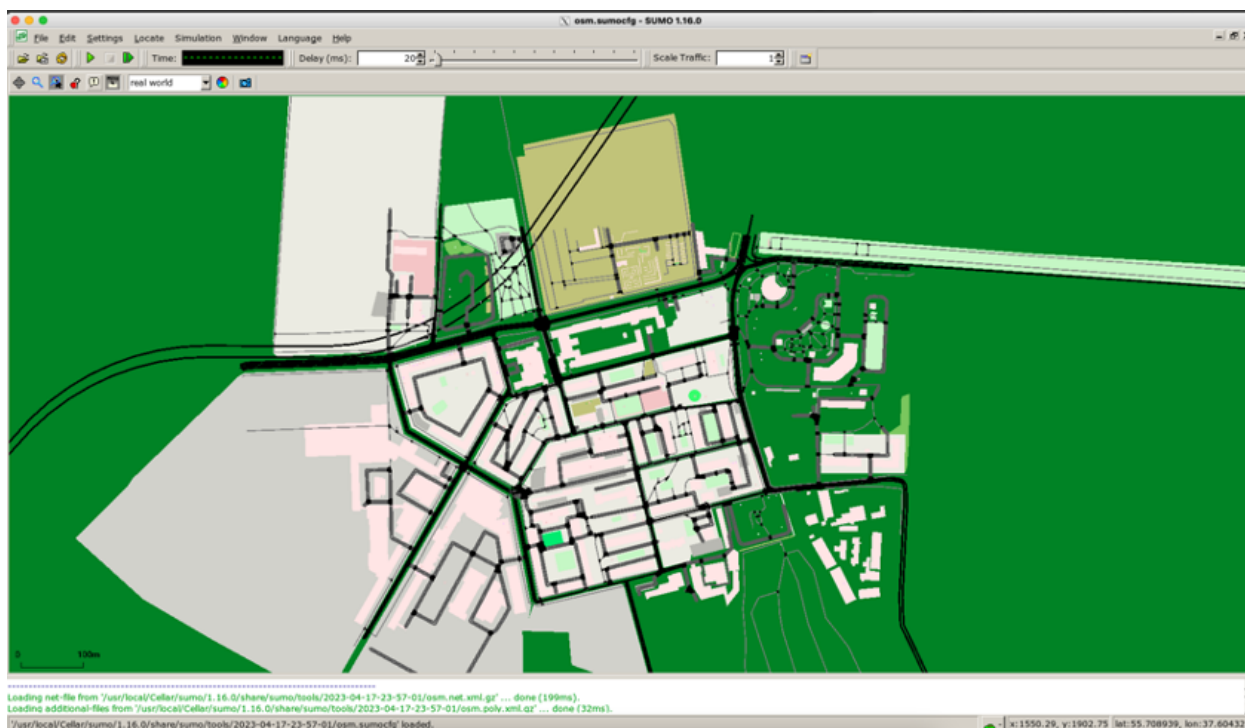 osm.sumocfg - SUMO 1.16.0
File Edit Settings Locate Simulation Window Language Help
Time: Delay (ms): 20 Scale Traffic: 1
real world
0 100m
Loading net-file from '/usr/local/Cellar/sumo/1.16.0/share/sumo/tools/2023-04-17-23-57-01/osm.net.xml.gz' ... done (199ms).
Loading additional-files from '/usr/local/Cellar/sumo/1.16.0/share/sumo/tools/2023-04-17-23-57-01/osm.poly.xml.gz' ... done (32ms).
'/usr/local/Cellar/sumo/1.16.0/share/sumo/tools/2023-04-17-23-57-01/osm.sumocfg' loaded. x:1550.29, y:1902.75 lat:55.708939, lon:37.60432